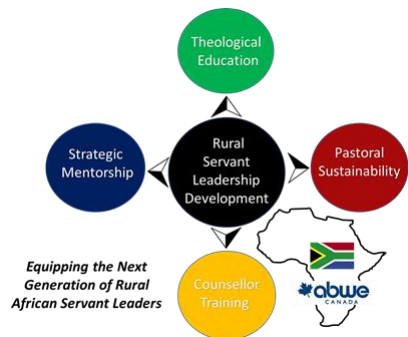 Theological
Education
Strategic
Mentorship
Rural
Servant
Leadership
Development
Pastoral
Sustainability
Equipping the Next
Generation of Rural
African Servant Leaders
Counsellor
Training
abwe
CANADA